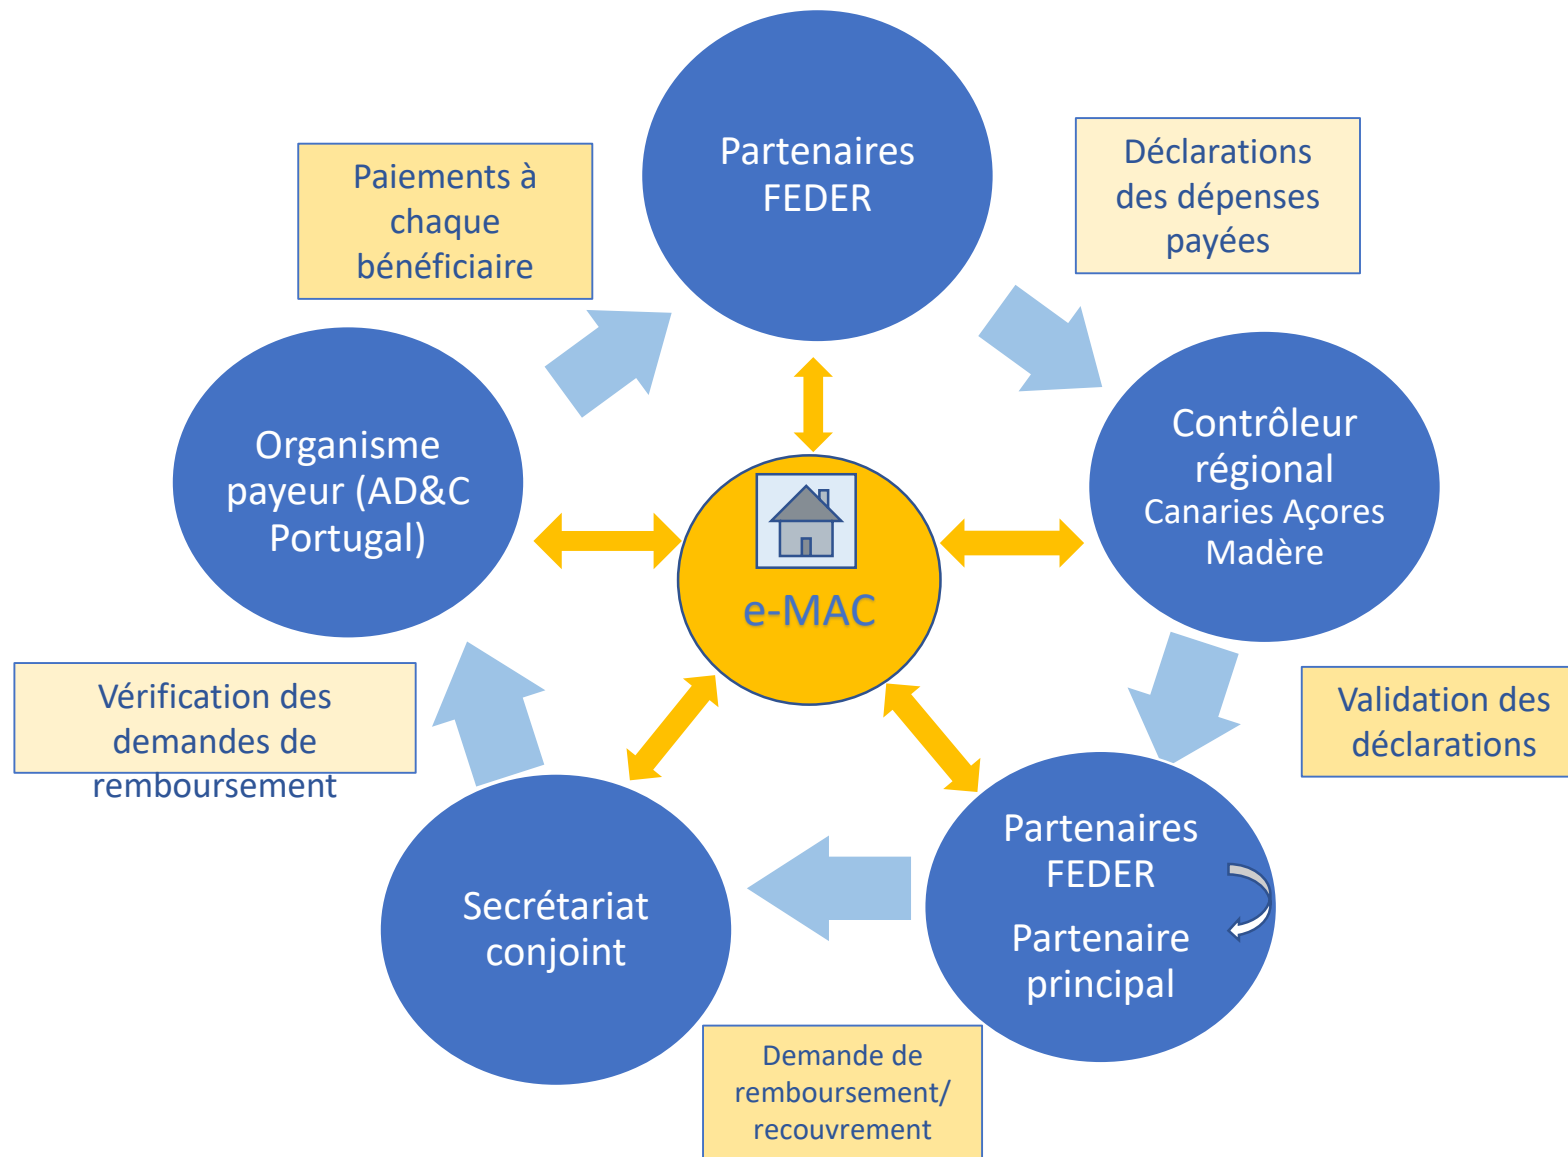 Partenaires
FEDER
Déclarations
des dépenses
payées
Paiements à
chaque
bénéficiaire
Contrôleur
régional
Canaries Açores
Madère
Organisme
payeur (AD&C
Portugal)
e-MAC
Validation des
déclarations
Vérification des
demandes de
remboursement
Partenaires
FEDER
Partenaire
principal
Secrétariat
conjoint
Demande de
remboursement/
recouvrement